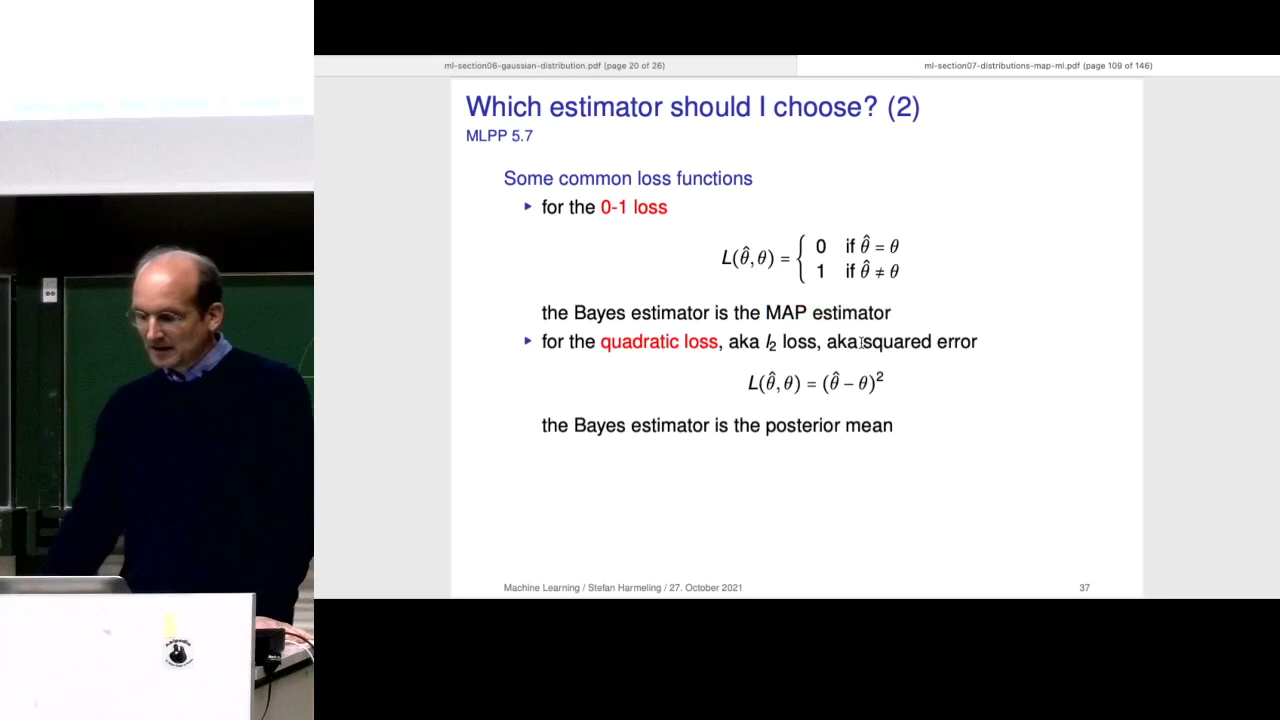 ml-section06-gaussian-distribution.pdf (page 20 of 26)
ml-section07-distributions-map-ml.pdf (page 109 of 146)
Which estimator should I choose? (2)
MLPP 5.7
Some common loss functions
▸ for the 0-1 loss
L(θ̂, θ) = { 0 if θ̂ = θ
1 if θ̂ ≠ θ
the Bayes estimator is the MAP estimator
▸ for the quadratic loss, aka l₂ loss, aka squared error
L(θ̂, θ) = (θ̂ − θ)²
the Bayes estimator is the posterior mean
Machine Learning / Stefan Harmeling / 27. October 2021
37